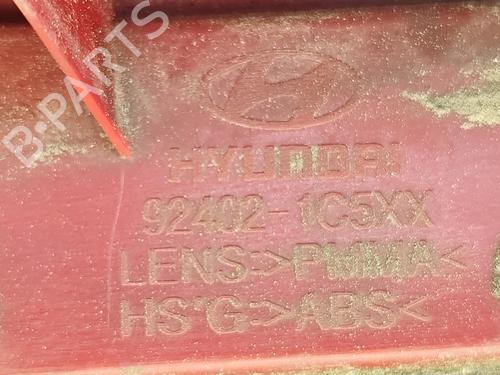 B-PARTS
HYUNDAI
92402-1C5XX
LENS:>PMMA<
HS'G:>ABS<